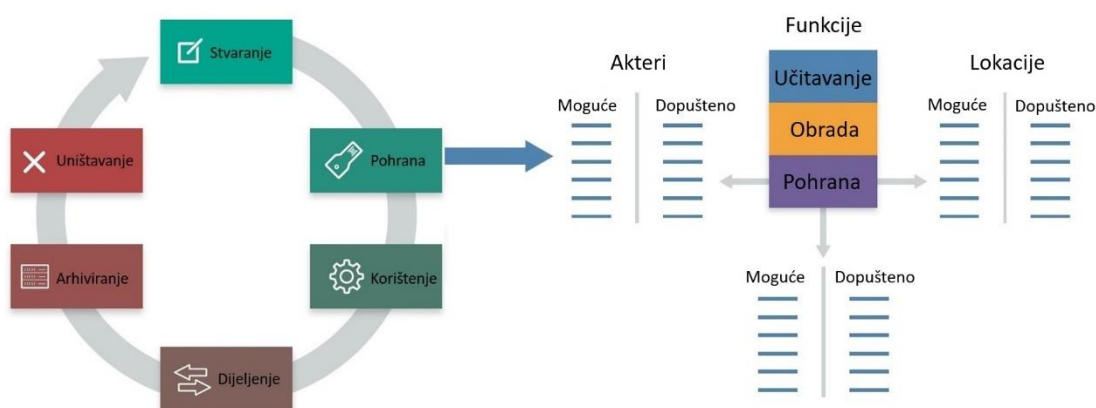 Stvaranje
Pohrana
Korištenje
Dijeljenje
Arhiviranje
Uništavanje
Funkcije
Učitavanje
Obrada
Pohrana
Akteri
Moguće Dopušteno
Lokacije
Moguće Dopušteno
Moguće Dopušteno